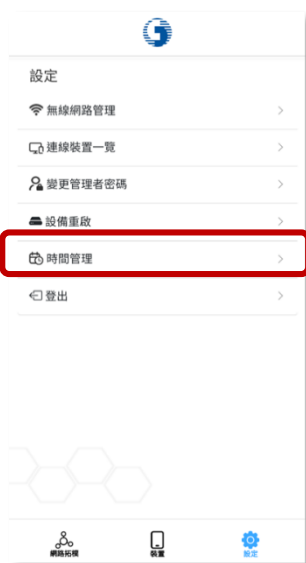 設定
無線網路管理
連線裝置一覽
變更管理者密碼
設備重啟
時間管理
登出
網路拓樸
裝置
設定